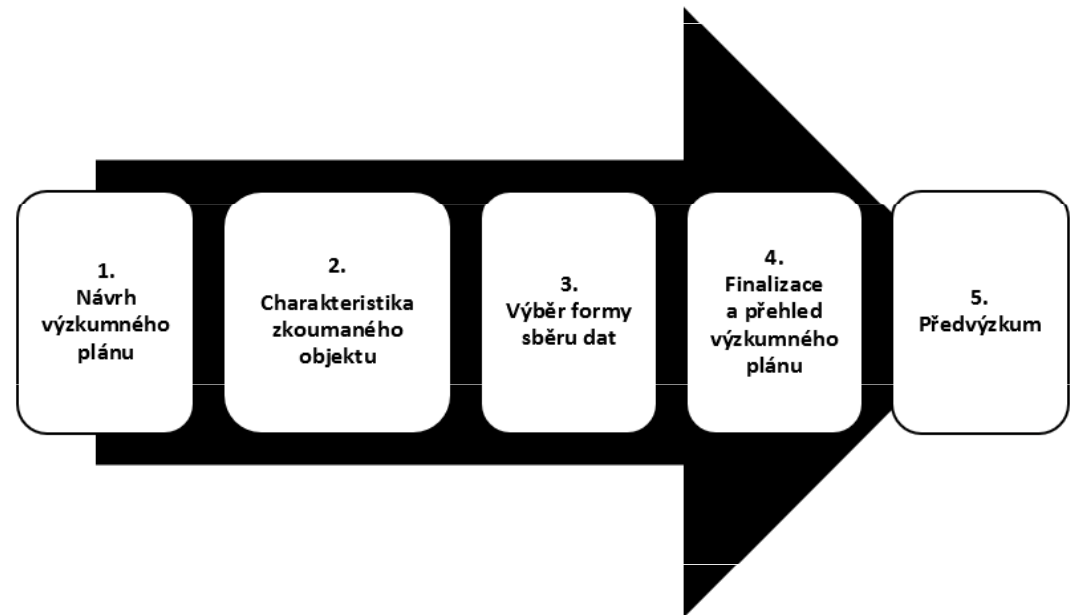 1.
Návrh
výzkumného
plánu
2.
Charakteristika
zkoumaného
objektu
3.
Výběr formy
sběru dat
4.
Finalizace
a přehled
výzkumného
plánu
5.
Předvýzkum